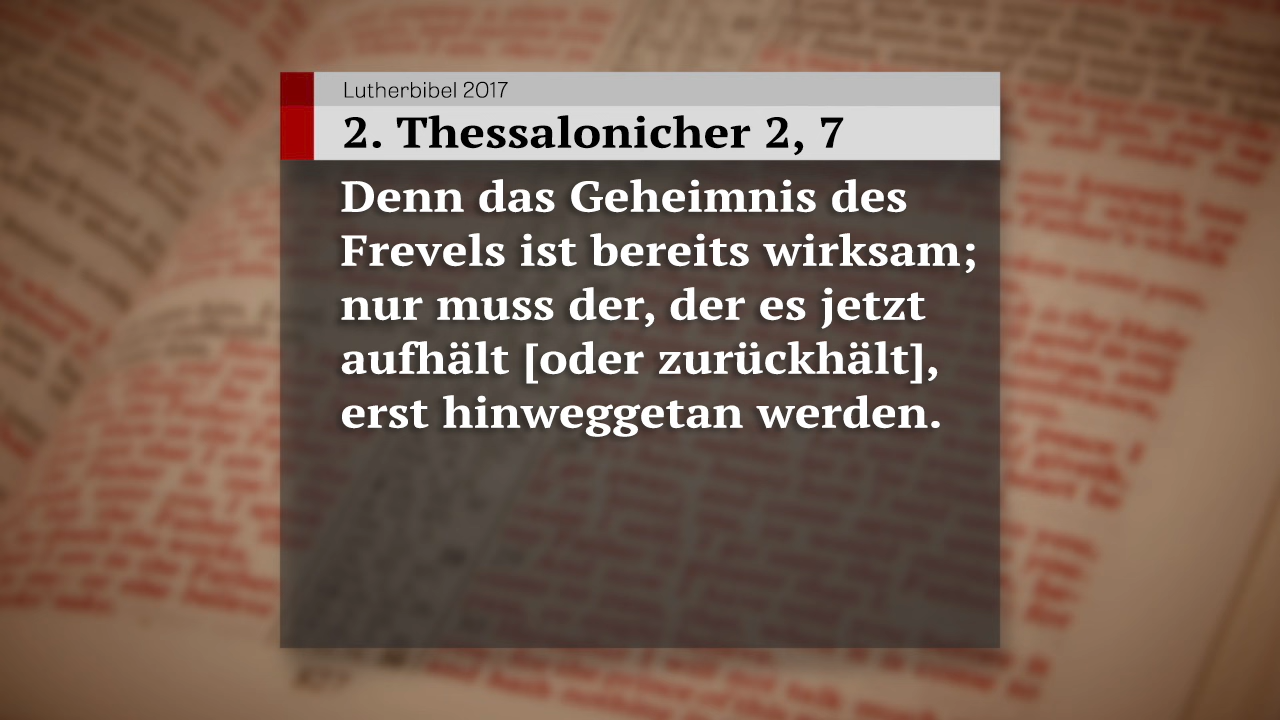 Lutherbibel 2017
2. Thessalonicher 2, 7
Denn das Geheimnis des
Frevels ist bereits wirksam;
nur muss der, der es jetzt
aufhält [oder zurückhält],
erst hinweggetan werden.